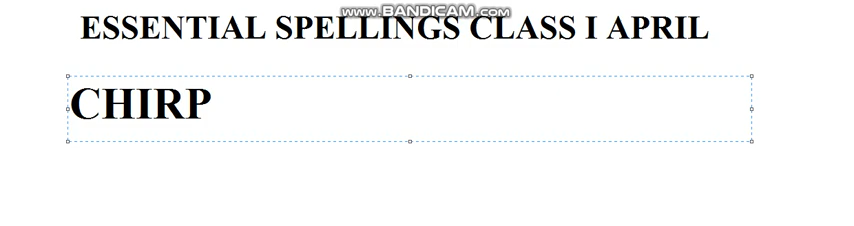 www.BANDICAM.com
ESSENTIAL SPELLINGS CLASS I APRIL
CHIRP